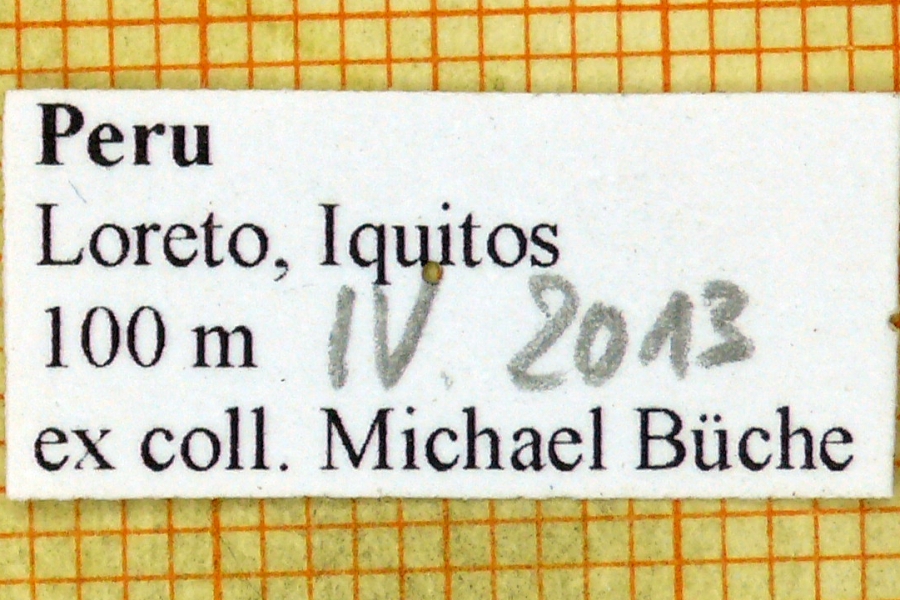 Peru
Loreto, Iquitos
100 m IV. 2013
ex coll. Michael Büche